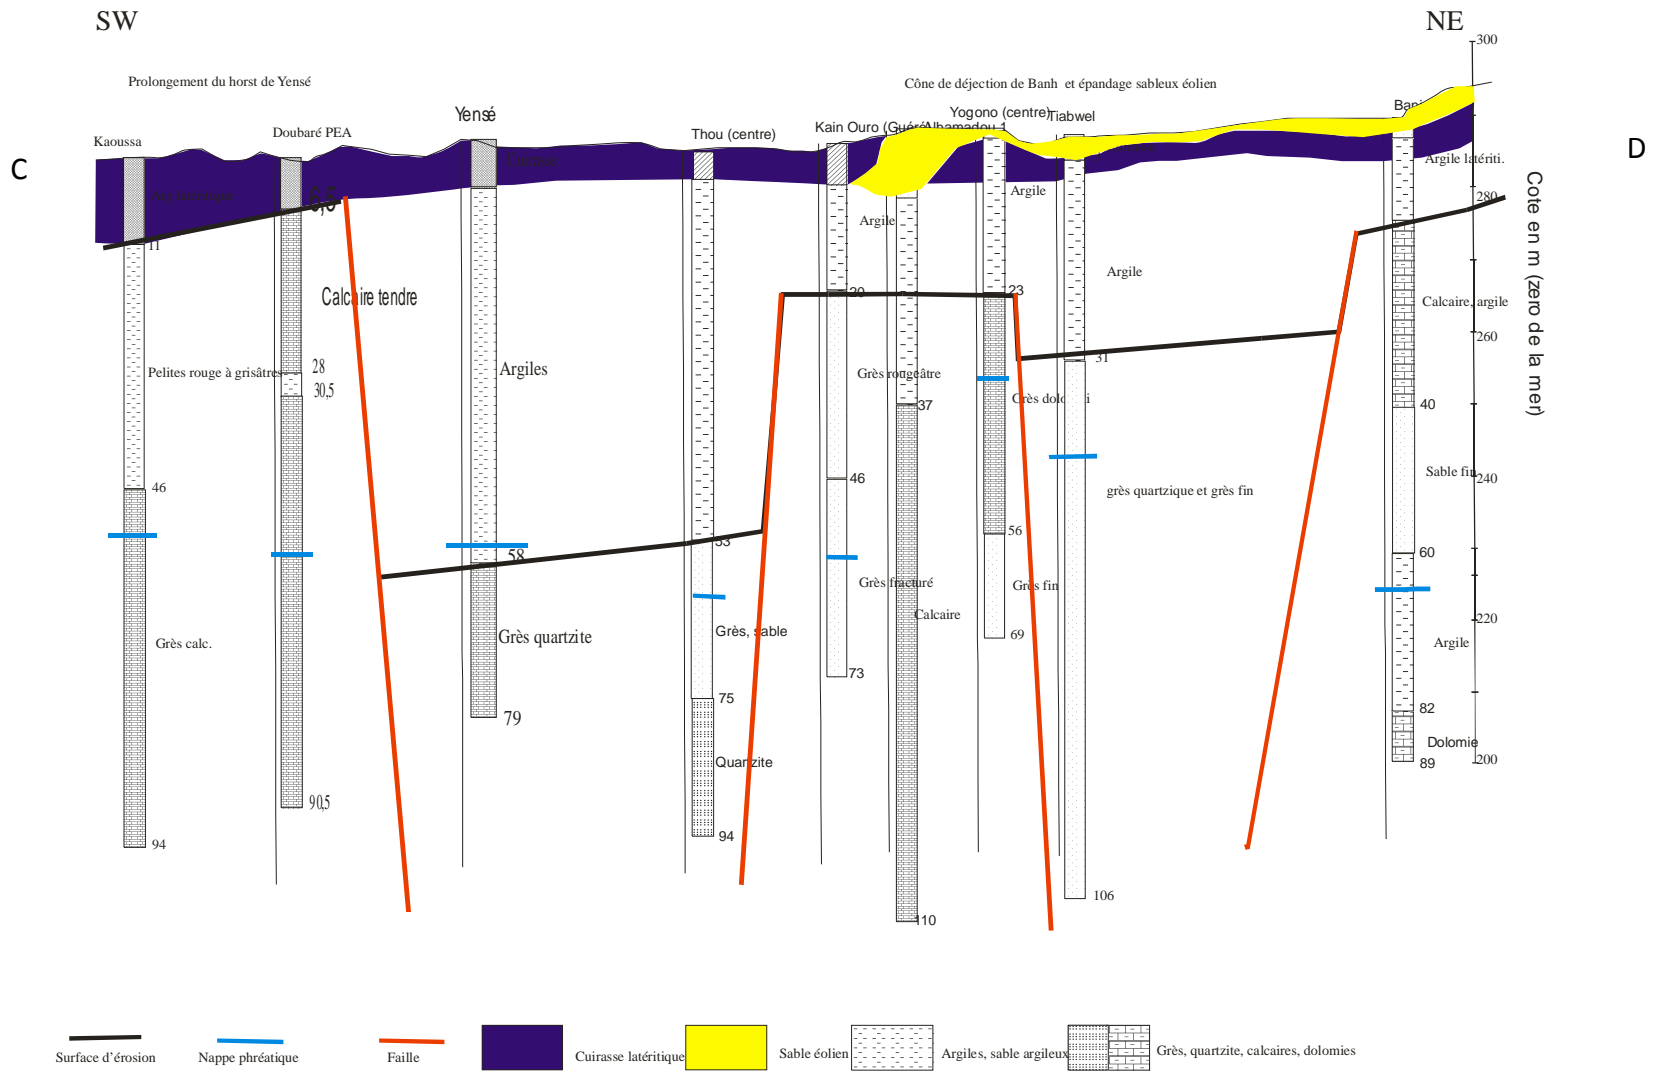 SW
NE
300
Prolongement du horst de Yensé
Cône de déjection de Banh et épandage sableux éolien
Yensé
Yogono (centre)
Tiabwel
Kaoussa
Doubaré PEA
Thou (centre)
Kain Ouro (Guéré)
Alhamadou 1
C
D
Argile latériti.
6,5
Argile
280
Cote en m (zero de la mer)
11
Argile
Argile
Calcaire tendre
20
23
Calcaire, argile
260
28
31
Pelites rouge à grisâtres
30,5
Argiles
Grès rougeâtre
37
40
46
46
Sable fin
240
grès quartzique et grès fin
58
53
56
60
Grès fracturé
Grès fin
Calcaire
220
Grès calc.
Grès quartzite
Grès, sable
69
Argile
73
75
79
82
Quartzite
Dolomie
89
200
90,5
94
94
106
110
Surface d'érosion
Nappe phréatique
Faille
Cuirasse latéritique
Sable éolien
Argiles, sable argileux
Grès, quartzite, calcaires, dolomies